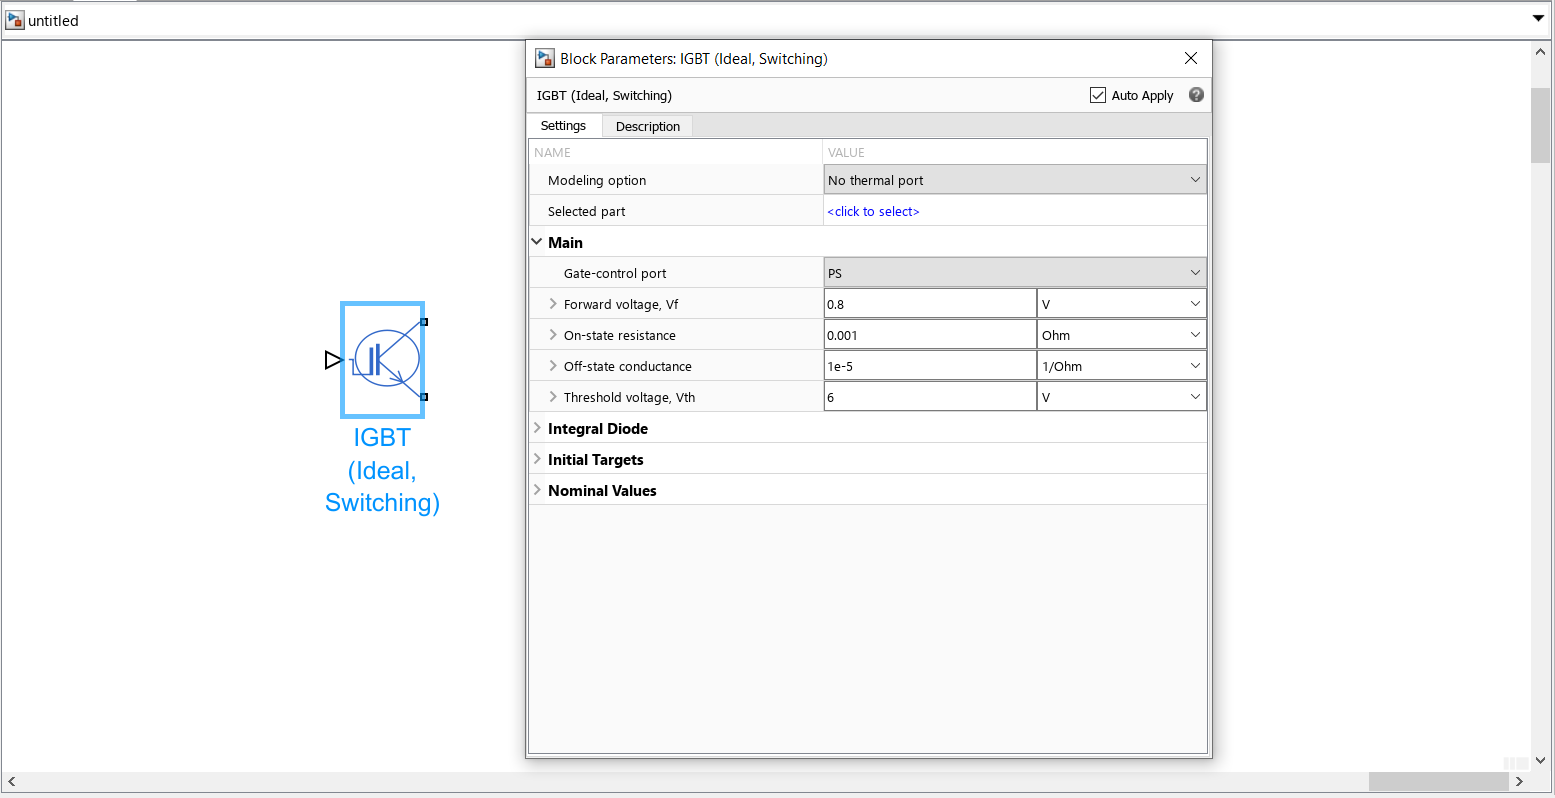 untitled
Block Parameters: IGBT (Ideal, Switching)
IGBT (Ideal, Switching)
Auto Apply
Settings
Description
NAME VALUE
Modeling option No thermal port
Selected part <click to select>
Main
Gate-control port PS
Forward voltage, Vf 0.8 V
On-state resistance 0.001 Ohm
Off-state conductance 1e-5 1/Ohm
Threshold voltage, Vth 6 V
Integral Diode
Initial Targets
Nominal Values
IGBT
(Ideal,
Switching)